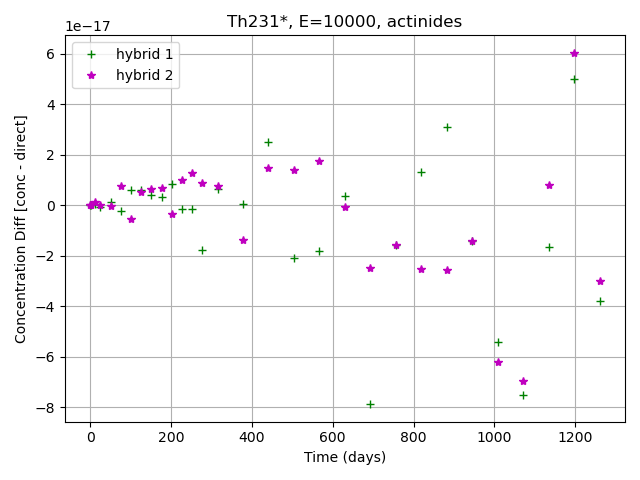 Th231*, E=10000, actinides
1e−17
hybrid 1
hybrid 2
Concentration Diff [conc - direct]
6
4
2
0
−2
−4
−6
−8
0 200 400 600 800 1000 1200
Time (days)